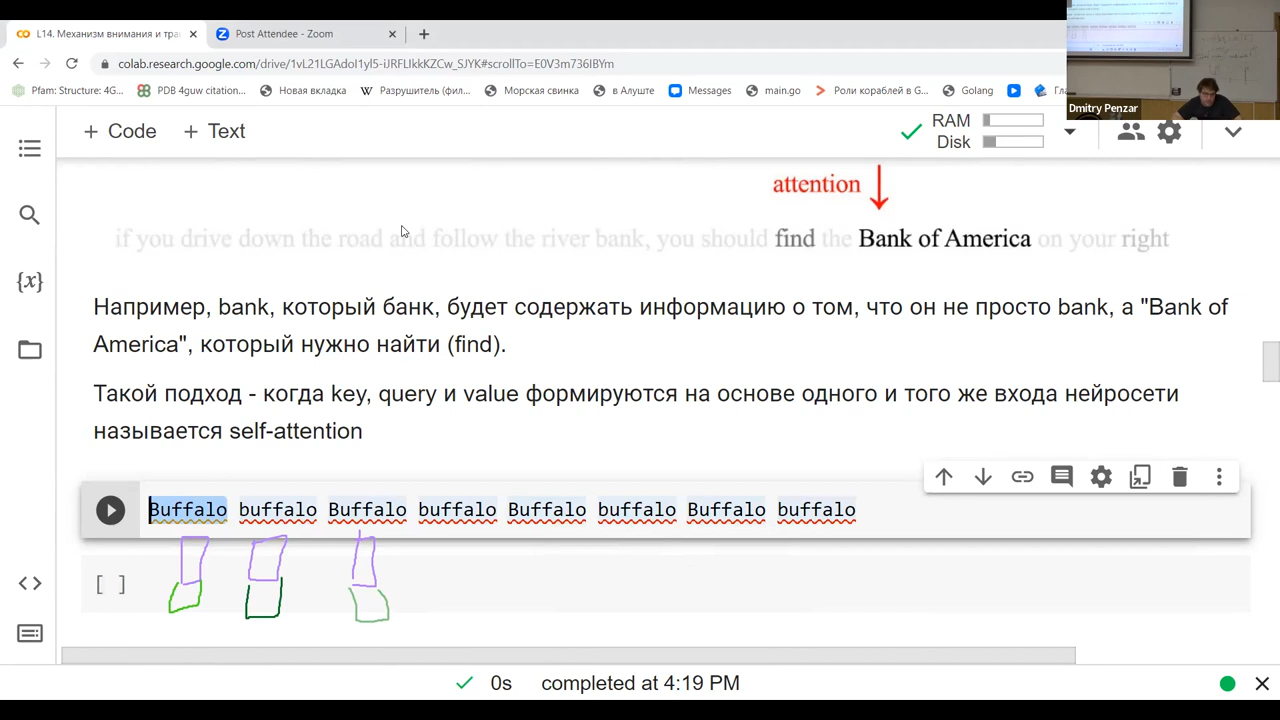 L14. Механизм внимания и тра
Post Attendee - Zoom
colab.research.google.com/drive/
Pfam: Structure: 4G...
PDB 4guw citation...
Новая вкладка
Разрушитель (фил...
Морская свинка
в Алуште
Messages
main.go
Роли кораблей в G...
Golang
Dmitry Penzar
+ Code + Text
RAM
Disk
attention
if you drive down the road and follow the river bank, you should find the Bank of America on your right
Например, bank, который банк, будет содержать информацию о том, что он не просто bank, а "Bank of
America", который нужно найти (find).
Такой подход - когда key, query и value формируются на основе одного и того же входа нейросети
называется self-attention
Buffalo buffalo Buffalo buffalo Buffalo buffalo Buffalo buffalo
[ ]
0s completed at 4:19 PM